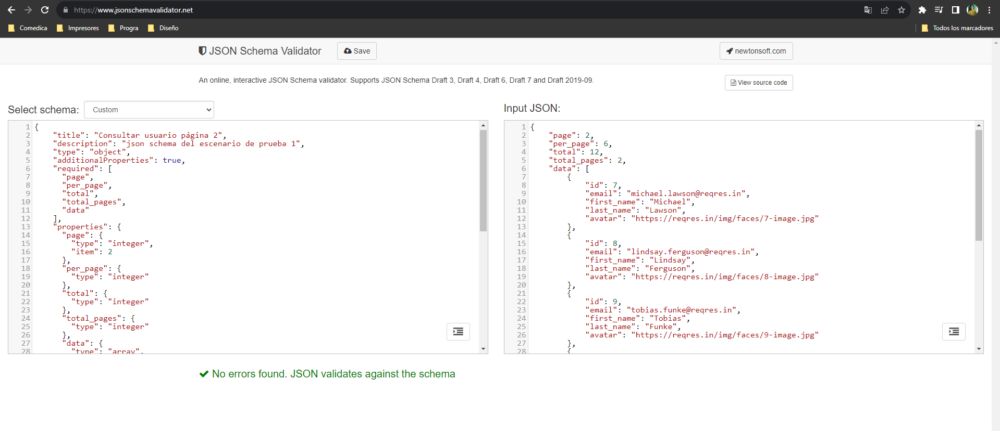 https://www.jsonschemavalidator.net
Comedica
Impresores
Progra
Diseño
Todos los marcadores
JSON Schema Validator
Save
newtonsoft.com
An online, interactive JSON Schema validator. Supports JSON Schema Draft 3, Draft 4, Draft 6, Draft 7 and Draft 2019-09.
View source code
Select schema:
Custom
1 {
2 "title": "Consultar usuario página 2",
3 "description": "json schema del escenario de prueba 1",
4 "type": "object",
5 "additionalProperties": true,
6 "required": [
7 "page",
8 "per_page",
9 "total",
10 "total_pages",
11 "data"
12 ],
13 "properties": {
14 "page": {
15 "type": "integer",
16 "item": 2
17 },
18 "per_page": {
19 "type": "integer"
20 },
21 "total": {
22 "type": "integer"
23 },
24 "total_pages": {
25 "type": "integer"
26 },
27 "data": {
28 "type": "array",
Input JSON:
1 {
2 "page": 2,
3 "per_page": 6,
4 "total": 12,
5 "total_pages": 2,
6 "data": [
7 {
8 "id": 7,
9 "email": "michael.lawson@reqres.in",
10 "first_name": "Michael",
11 "last_name": "Lawson",
12 "avatar": "https://reqres.in/img/faces/7-image.jpg"
13 },
14 {
15 "id": 8,
16 "email": "lindsay.ferguson@reqres.in",
17 "first_name": "Lindsay",
18 "last_name": "Ferguson",
19 "avatar": "https://reqres.in/img/faces/8-image.jpg"
20 },
21 {
22 "id": 9,
23 "email": "tobias.funke@reqres.in",
24 "first_name": "Tobias",
25 "last_name": "Funke",
26 "avatar": "https://reqres.in/img/faces/9-image.jpg"
27 },
28 {
No errors found. JSON validates against the schema